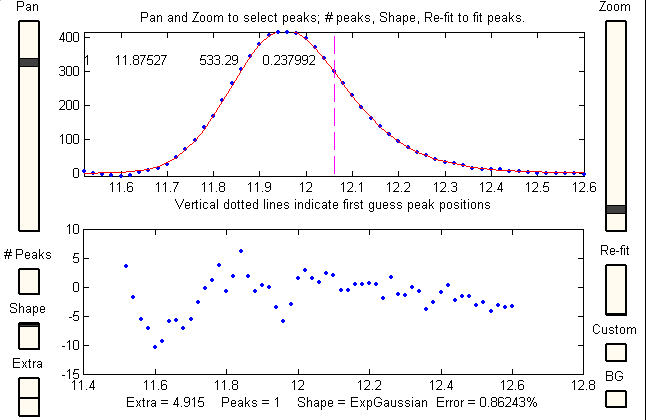 Pan
Pan and Zoom to select peaks; # peaks, Shape, Re-fit to fit peaks.
Zoom
400
300
200
100
0
1 11.87527 533.29 0.237992
11.6 11.7 11.8 11.9 12 12.1 12.2 12.3 12.4 12.5 12.6
Vertical dotted lines indicate first guess peak positions
# Peaks
Shape
Extra
10
5
0
-5
-10
-15
11.4 11.6 11.8 12 12.2 12.4 12.6 12.8
Extra = 4.915 Peaks = 1 Shape = ExpGaussian Error = 0.86243%
Re-fit
Custom
BG